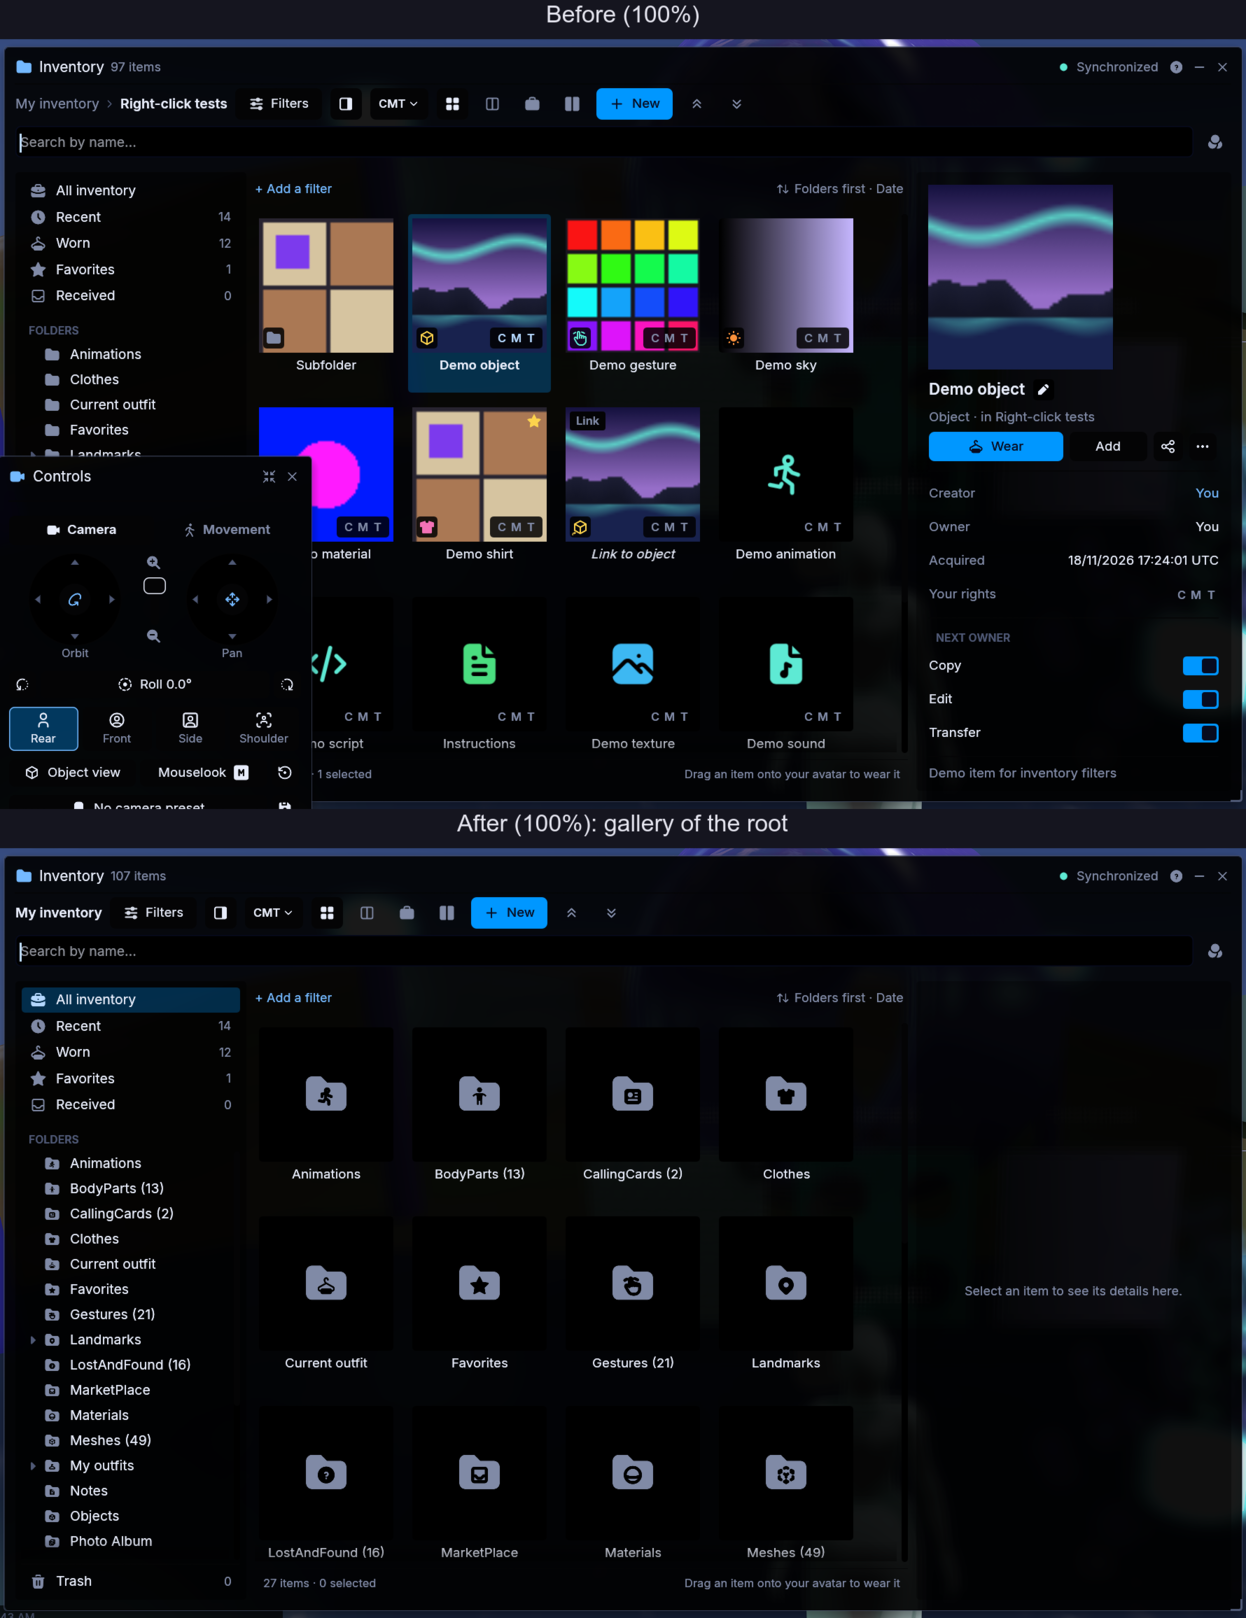 Before (100%)
Inventory 97 items
Synchronized
My inventory › Right-click tests
Filters
CMT
+ New
Search by name...
All inventory
Recent 14
Worn 12
Favorites 1
Received 0
FOLDERS
Animations
Clothes
Current outfit
Favorites
Landmarks
+ Add a filter
Folders first · Date
Subfolder
C M T
Demo object
C M T
Demo gesture
C M T
Demo sky
C M T
o material
C M T
Demo shirt
Link
C M T
Link to object
C M T
Demo animation
C M T
no script
C M T
Instructions
C M T
Demo texture
C M T
Demo sound
· 1 selected
Drag an item onto your avatar to wear it
Demo object
Object · in Right-click tests
Wear
Add
Creator You
Owner You
Acquired 18/11/2026 17:24:01 UTC
Your rights C M T
NEXT OWNER
Copy
Edit
Transfer
Demo item for inventory filters
Controls
Camera
Movement
Orbit
Pan
Roll 0.0°
Rear
Front
Side
Shoulder
Object view
Mouselook M
No camera preset
After (100%): gallery of the root
Inventory 107 items
Synchronized
My inventory
Filters
CMT
+ New
Search by name...
All inventory
Recent 14
Worn 12
Favorites 1
Received 0
FOLDERS
Animations
BodyParts (13)
CallingCards (2)
Clothes
Current outfit
Favorites
Gestures (21)
Landmarks
LostAndFound (16)
MarketPlace
Materials
Meshes (49)
My outfits
Notes
Objects
Photo Album
Trash 0
+ Add a filter
Folders first · Date
Animations
BodyParts (13)
CallingCards (2)
Clothes
Current outfit
Favorites
Gestures (21)
Landmarks
LostAndFound (16)
MarketPlace
Materials
Meshes (49)
27 items · 0 selected
Drag an item onto your avatar to wear it
Select an item to see its details here.